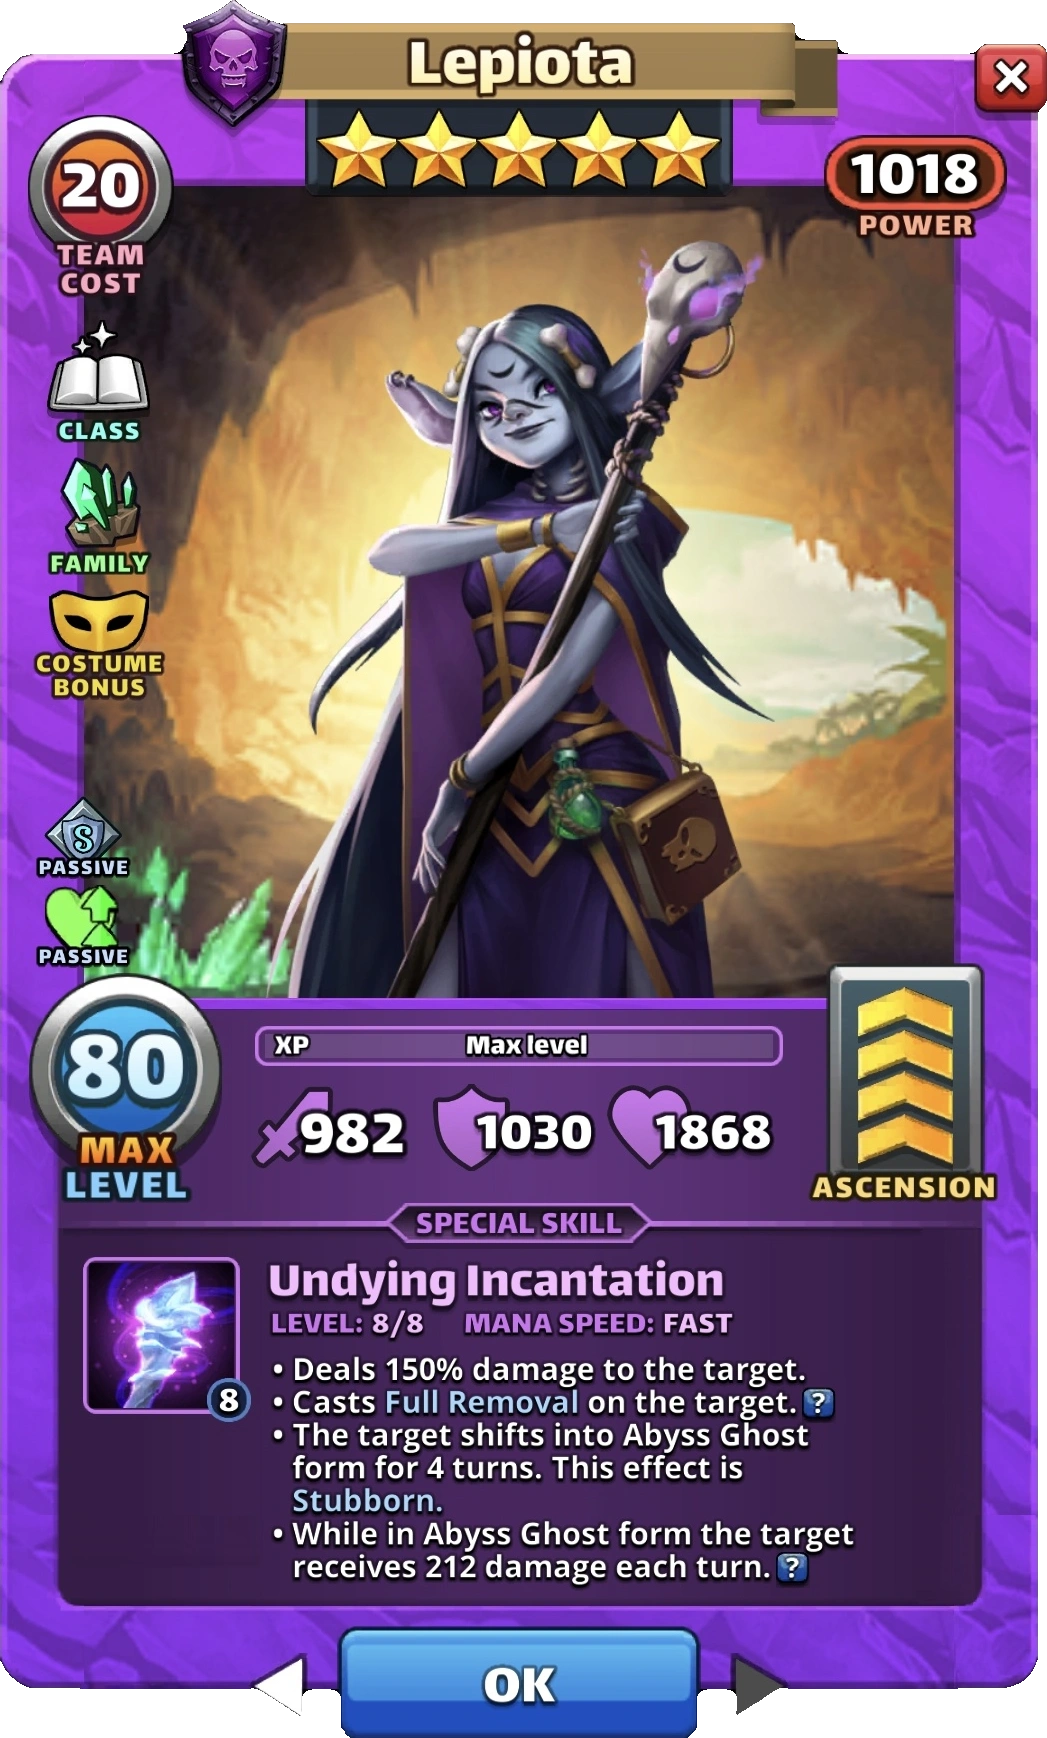 Lepiota
20
TEAM
COST
1018
POWER
CLASS
FAMILY
COSTUME
BONUS
S
PASSIVE
PASSIVE
80
MAX
LEVEL
XP Max level
982 1030 1868
ASCENSION
SPECIAL SKILL
Undying Incantation
LEVEL: 8/8 MANA SPEED: FAST
8
• Deals 150% damage to the target.
• Casts Full Removal on the target. ?
• The target shifts into Abyss Ghost
form for 4 turns. This effect is
Stubborn.
• While in Abyss Ghost form the target
receives 212 damage each turn. ?
OK